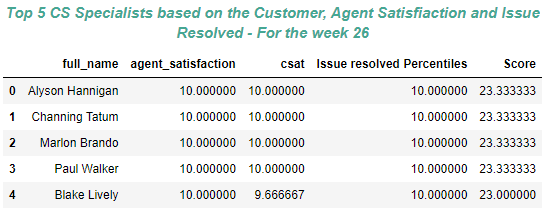 Top 5 CS Specialists based on the Customer, Agent Satisfiaction and Issue
Resolved - For the week 26
full_name agent_satisfaction csat Issue resolved Percentiles Score
0 Alyson Hannigan 10.000000 10.000000 10.000000 23.333333
1 Channing Tatum 10.000000 10.000000 10.000000 23.333333
2 Marlon Brando 10.000000 10.000000 10.000000 23.333333
3 Paul Walker 10.000000 10.000000 10.000000 23.333333
4 Blake Lively 10.000000 9.666667 10.000000 23.000000